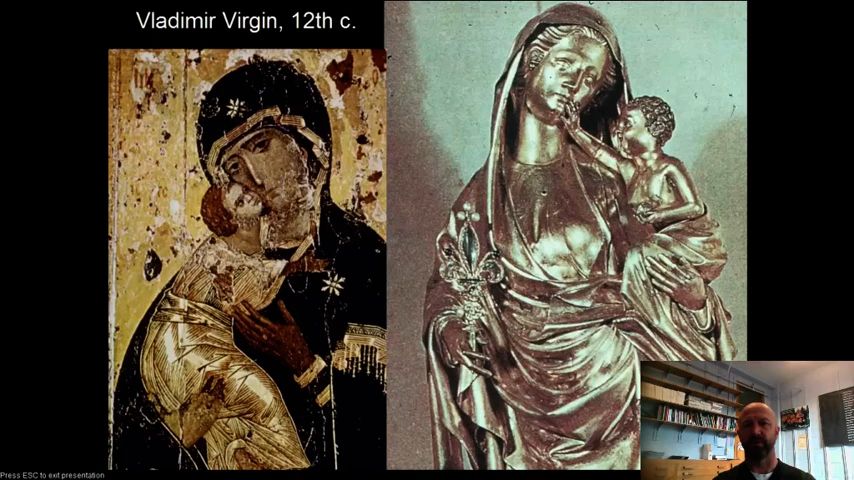 Vladimir Virgin, 12th c.
Press ESC to exit presentation